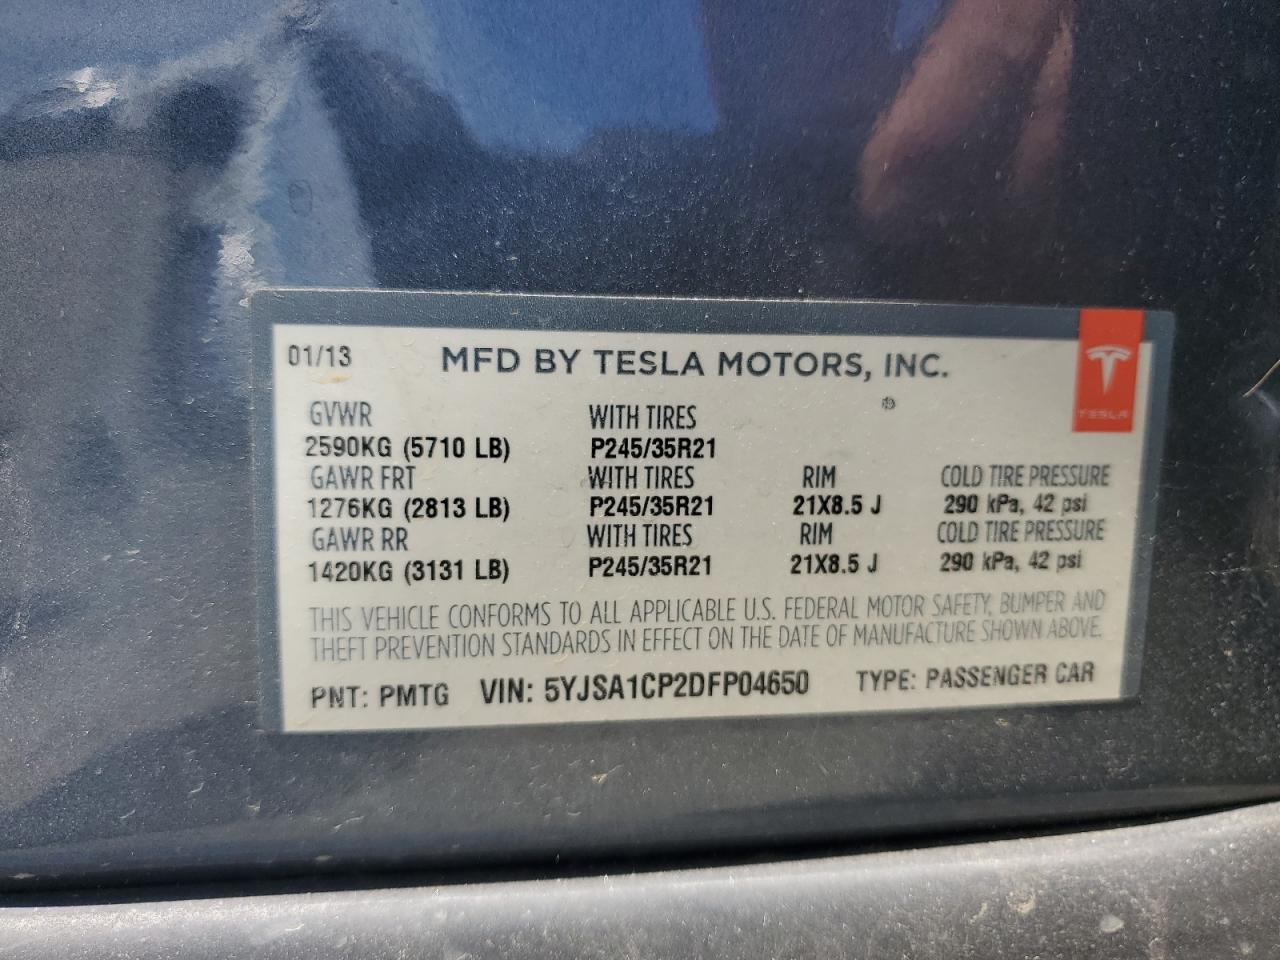 01/13 MFD BY TESLA MOTORS, INC.
TESLA
GVWR WITH TIRES
2590KG (5710 LB) P245/35R21
GAWR FRT WITH TIRES RIM COLD TIRE PRESSURE
1276KG (2813 LB) P245/35R21 21X8.5 J 290 kPa, 42 psi
GAWR RR WITH TIRES RIM COLD TIRE PRESSURE
1420KG (3131 LB) P245/35R21 21X8.5 J 290 kPa, 42 psi
THIS VEHICLE CONFORMS TO ALL APPLICABLE U.S. FEDERAL MOTOR SAFETY, BUMPER AND
THEFT PREVENTION STANDARDS IN EFFECT ON THE DATE OF MANUFACTURE SHOWN ABOVE.
PNT: PMTG VIN: 5YJSA1CP2DFP04650 TYPE: PASSENGER CAR